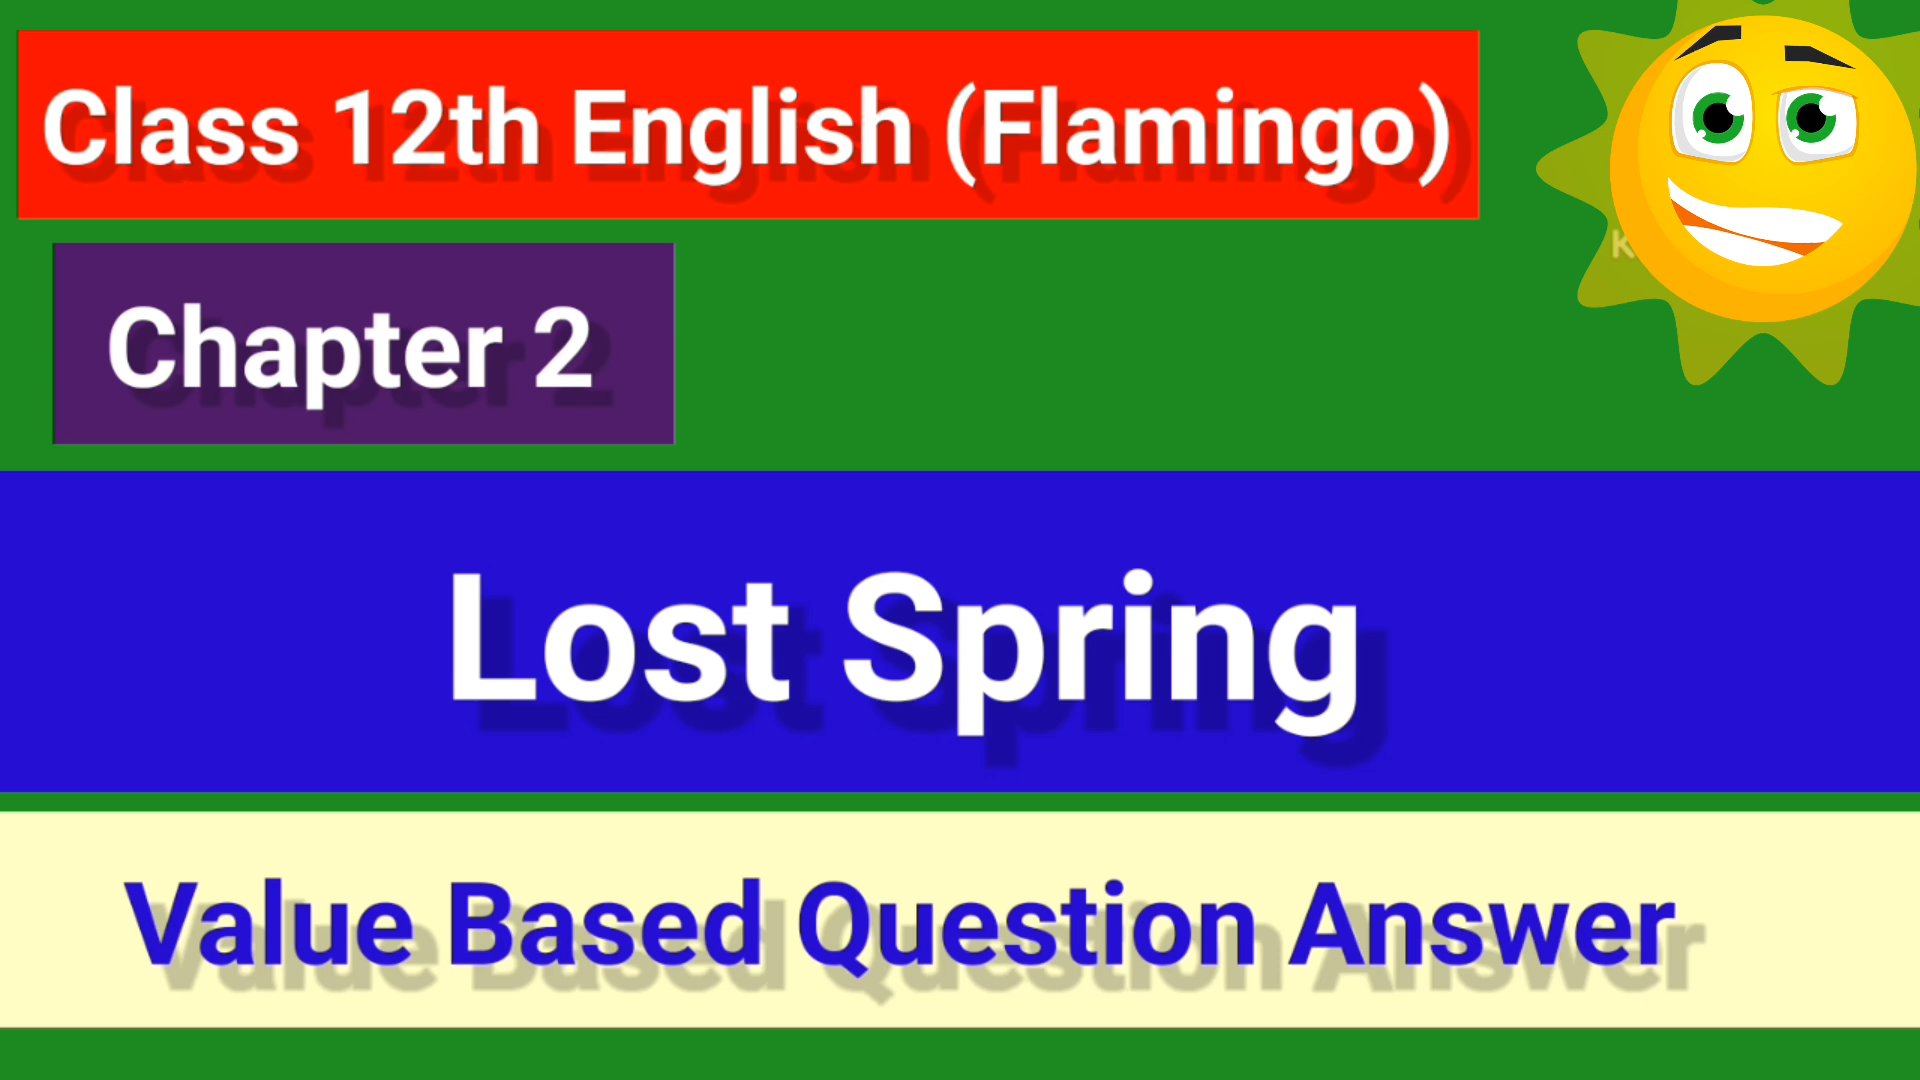 Class 12th English (Flamingo)
Chapter 2
Lost Spring
Value Based Question Answer